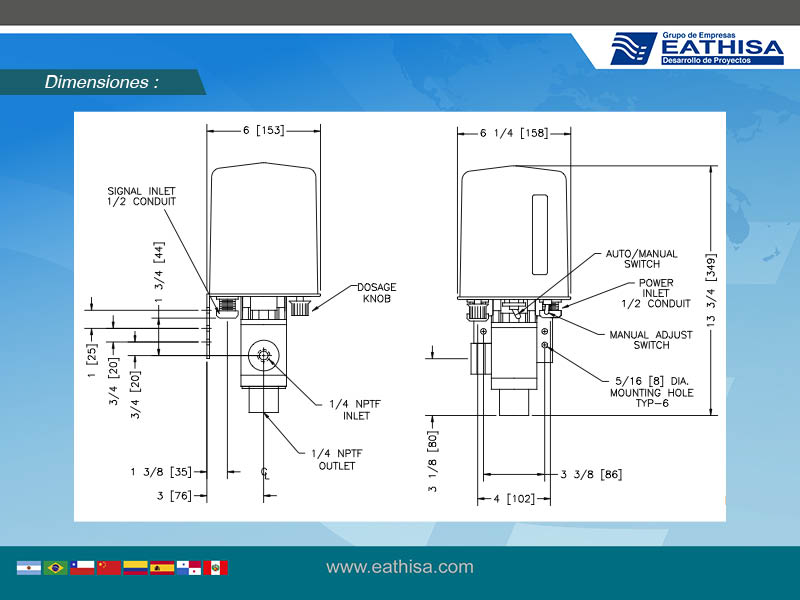 Grupo de Empresas
EATHISA
Desarrollo de Proyectos
Dimensiones :
6 [153]
6 1/4 [158]
SIGNAL INLET
1/2 CONDUIT
1 3/4 [44]
DOSAGE
KNOB
1 [25]
3/4 [20]
3/4 [20]
1/4 NPTF
INLET
1/4 NPTF
OUTLET
1 3/8 [35]
CL
3 [76]
AUTO/MANUAL
SWITCH
POWER
INLET
1/2 CONDUIT
13 3/4 [349]
MANUAL ADJUST
SWITCH
5/16 [8] DIA.
MOUNTING HOLE
TYP-6
3 1/8 [80]
3 3/8 [86]
4 [102]
www.eathisa.com